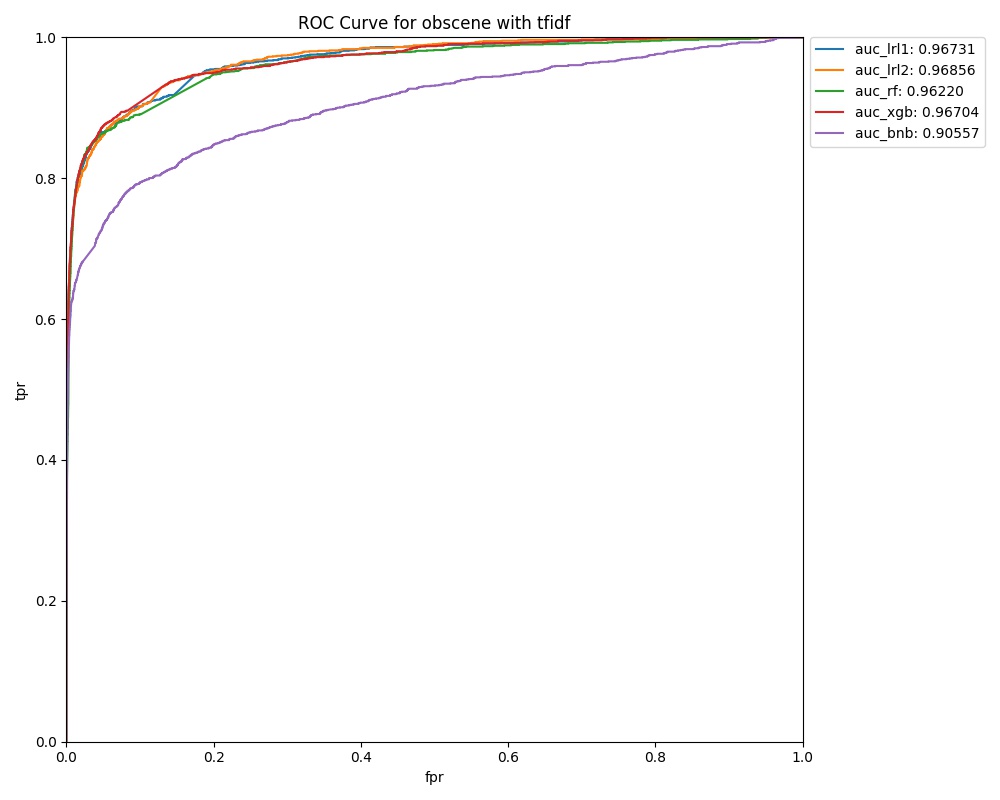 ROC Curve for obscene with tfidf
auc_lrl1: 0.96731
auc_lrl2: 0.96856
auc_rf: 0.96220
auc_xgb: 0.96704
auc_bnb: 0.90557
1.0
0.8
0.6
0.4
0.2
0.0
tpr
0.0 0.2 0.4 0.6 0.8 1.0
fpr